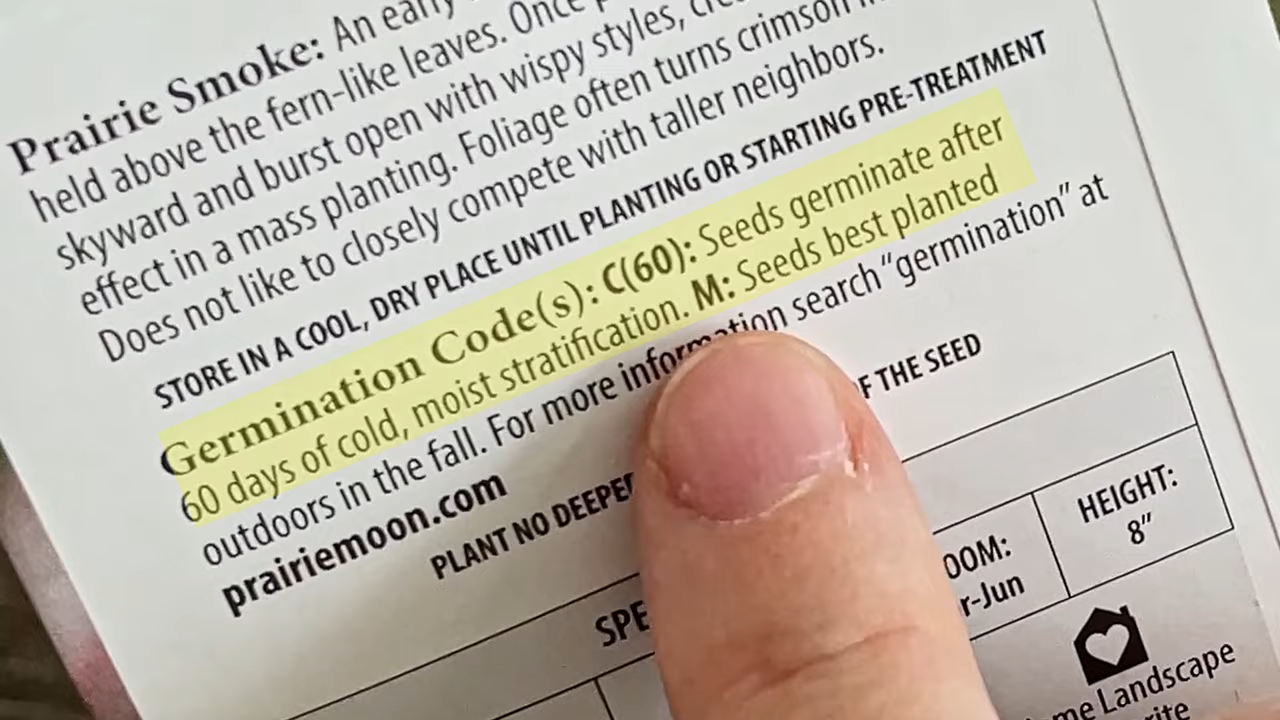 Prairie Smoke: An early
held above the fern-like leaves. Once
skyward and burst open with wispy styles,
effect in a mass planting. Foliage often turns crimson
Does not like to closely compete with taller neighbors.
STORE IN A COOL, DRY PLACE UNTIL PLANTING OR STARTING PRE-TREATMENT
Germination Code(s): C(60): Seeds germinate after
60 days of cold, moist stratification. M: Seeds best planted
outdoors in the fall. For more information search "germination" at
prairiemoon.com
PLANT NO DEEPER OF THE SEED
HEIGHT:
8"
r-Jun
Landscape